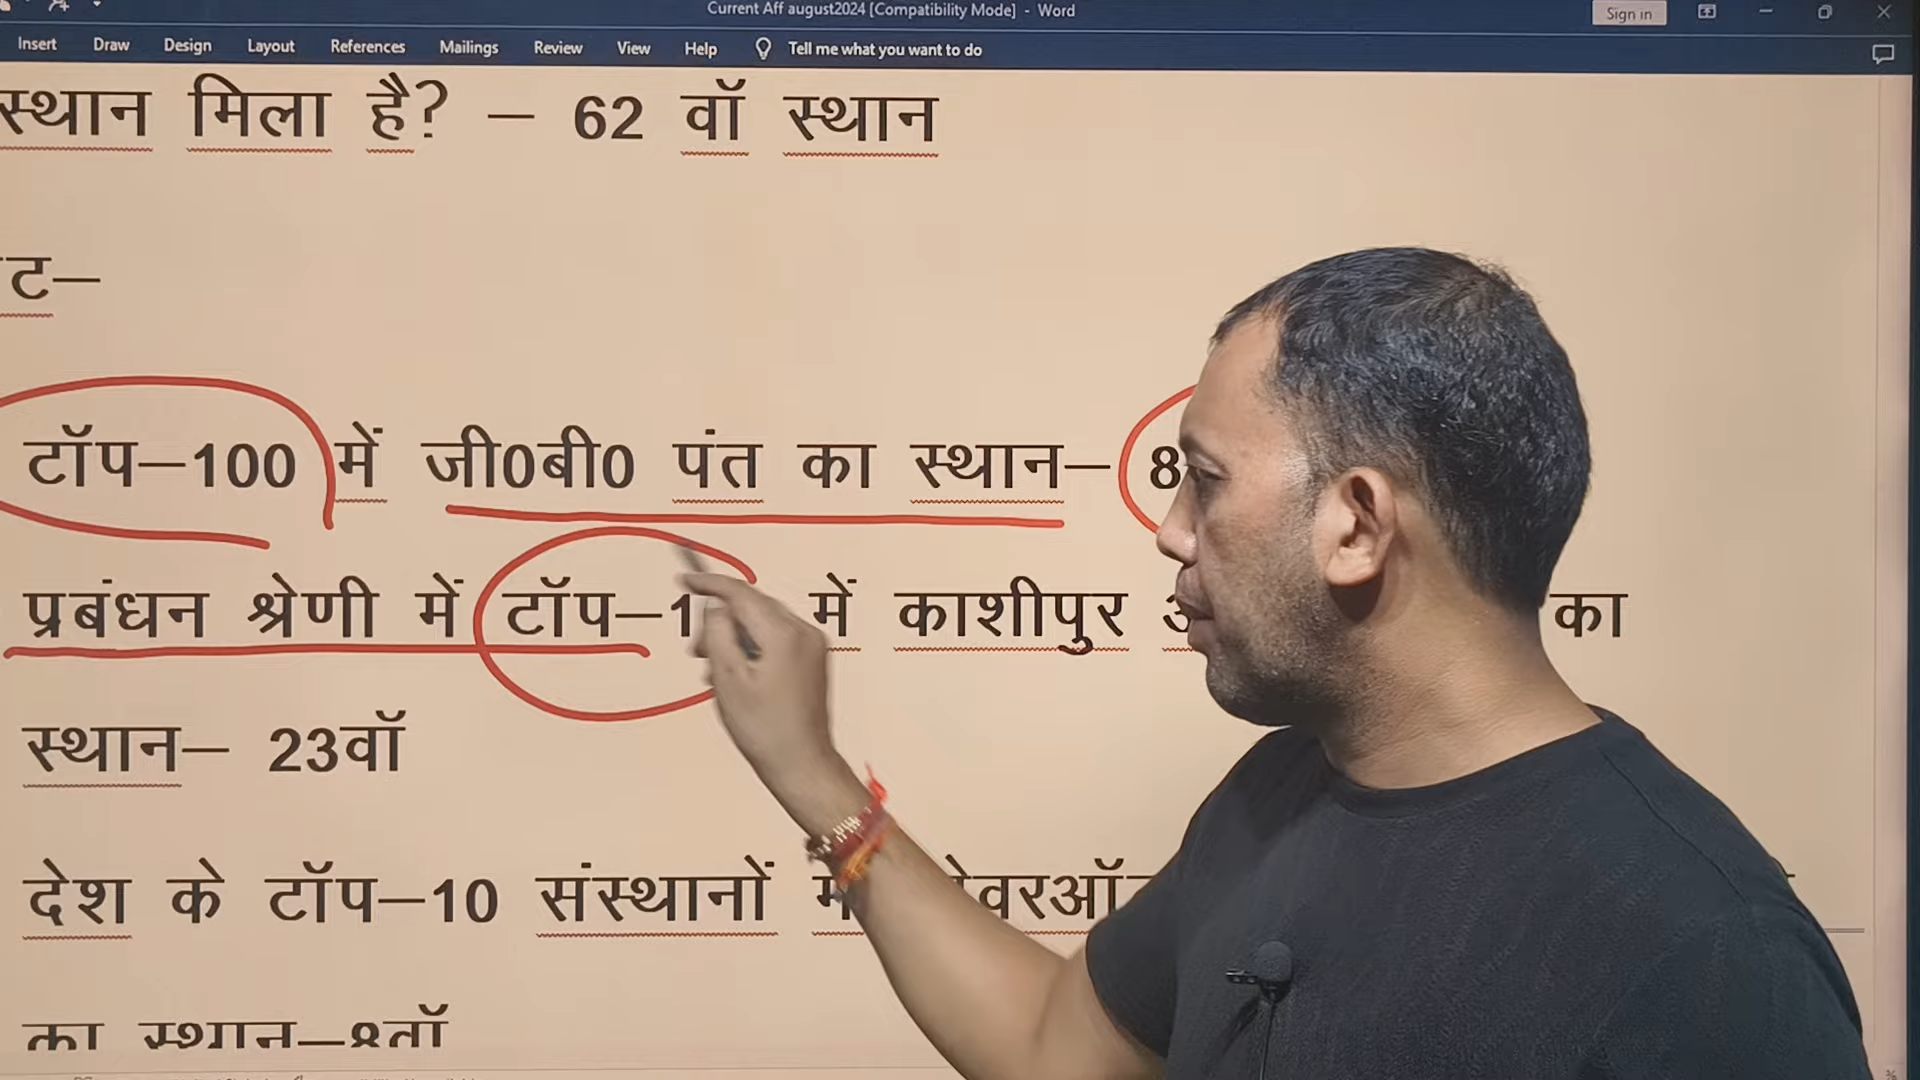 Current Aff august2024 [Compatibility Mode] - Word
Sign in
Insert Draw Design Layout References Mailings Review View Help Tell me what you want to do
स्थान मिला है? – 62 वॉ स्थान
ट–
टॉप–100 में जी0बी0 पंत का स्थान– 8
प्रबंधन श्रेणी में टॉप–1 में काशीपुर का
स्थान– 23वॉ
देश के टॉप–10 संस्थानों
का स्थान–8वॉ